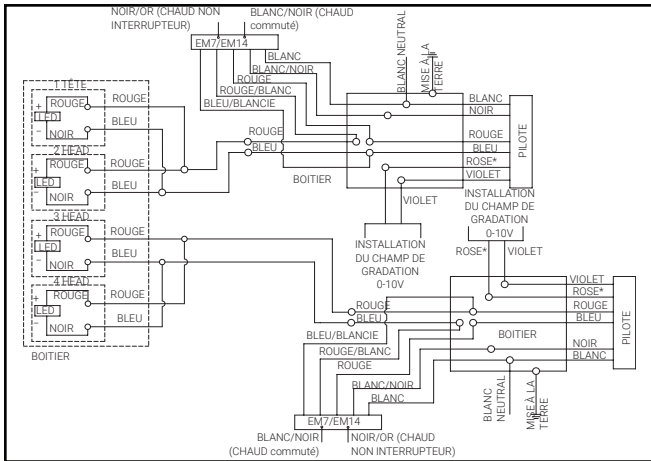 NOIR/OR (CHAUD NON
INTERRUPTEUR)
BLANC/NOIR (CHAUD
commuté)
EM7/EM14
BLANC
BLANC/NOIR
ROUGE
ROUGE/BLANC
BLEU/BLANCIE
BLANC NEUTRAL
MISE À LA
TERRE
1 TÊTE
+
ROUGE
LED
−
NOIR
ROUGE
BLEU
2 HEAD
+
ROUGE
LED
−
NOIR
ROUGE
BLEU
3 HEAD
+
ROUGE
LED
−
NOIR
ROUGE
BLEU
4 HEAD
+
ROUGE
LED
−
NOIR
ROUGE
BLEU
BOITIER
ROUGE
BLEU
BOITIER
BLANC
NOIR
ROUGE
BLEU
ROSE*
VIOLET
PILOTE
VIOLET
INSTALLATION
DU CHAMP DE
GRADATION
0-10V
INSTALLATION
DU CHAMP DE
GRADATION
0-10V
ROSE*
VIOLET
VIOLET
ROSE*
ROUGE
BLEU
NOIR
BLANC
PILOTE
BOITIER
ROUGE
BLEU
BLEU/BLANCIE
ROUGE/BLANC
ROUGE
BLANC/NOIR
BLANC
BLANC
NEUTRAL
MISE À LA
TERRE
EM7/EM14
BLANC/NOIR
(CHAUD commuté)
NOIR/OR (CHAUD
NON INTERRUPTEUR)